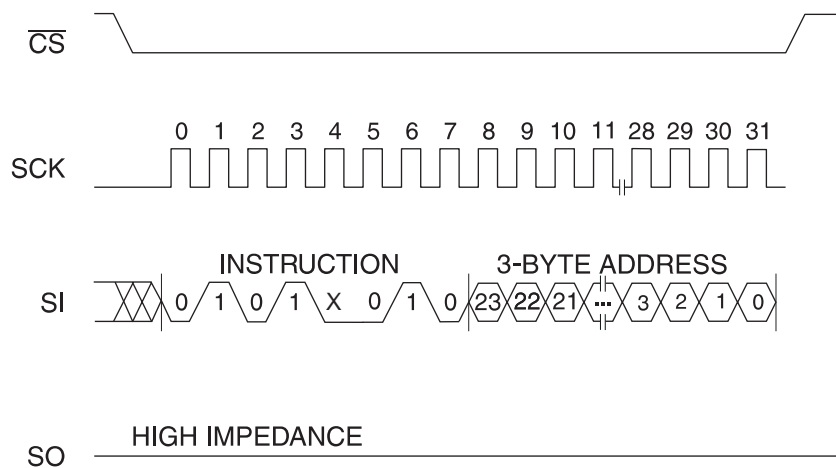 CS
0 1 2 3 4 5 6 7 8 9 10 11 28 29 30 31
SCK
INSTRUCTION 3-BYTE ADDRESS
SI 0 1 0 1 X 0 1 0 23 22 21 ... 3 2 1 0
HIGH IMPEDANCE
SO